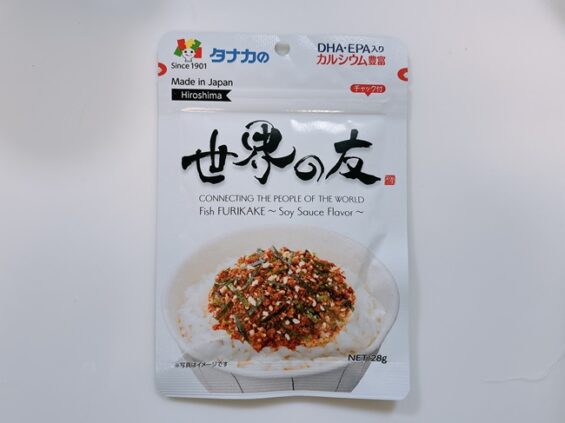 Since 1901
タナカの
DHA・EPA入り
カルシウム豊富
Made in Japan
Hiroshima
チャック付
世界の友
CONNECTING THE PEOPLE OF THE WORLD
Fish FURIKAKE ～ Soy Sauce Flavor ～
NET 28g
※写真はイメージです